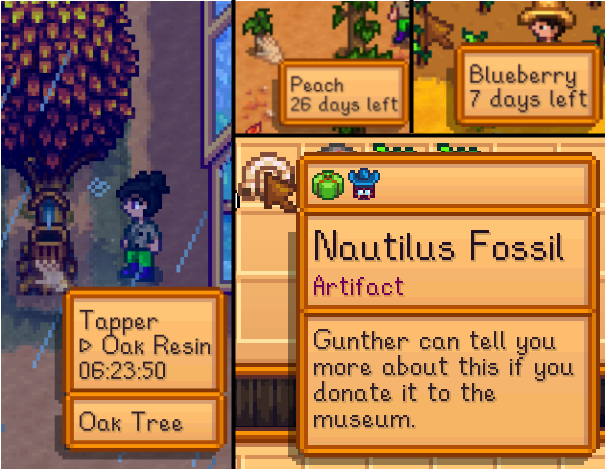 Peach
26 days left
Blueberry
7 days left
Nautilus Fossil
Artifact
Gunther can tell you
more about this if you
donate it to the
museum.
Tapper
▷ Oak Resin
06:23:50
Oak Tree